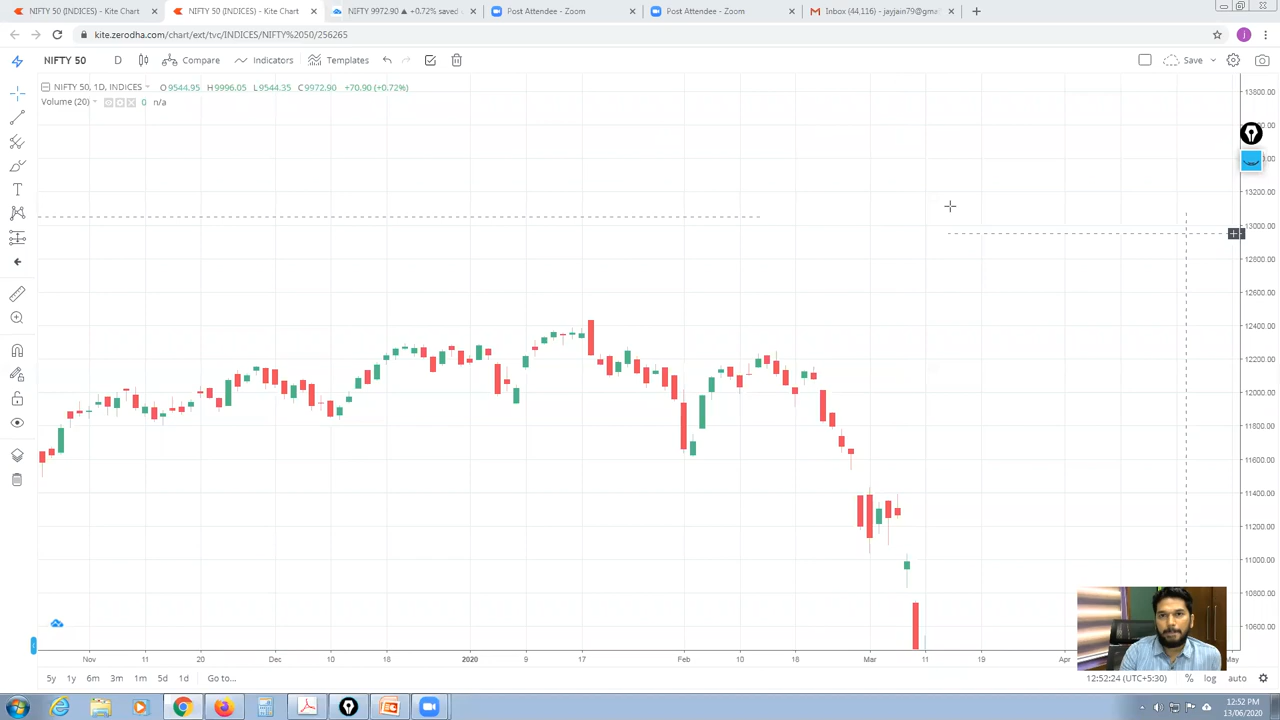 NIFTY 50 (INDICES) - Kite Chart
NIFTY 50 (INDICES) - Kite Chart
NIFTY 9972.90 ▲ +0.72% saved
Post Attendee - Zoom
Post Attendee - Zoom
Inbox (44,116) - jayjain79@gma
kite.zerodha.com/chart/ext/tvc/INDICES/NIFTY%2050/256265
j
NIFTY 50
D
Compare
Indicators
Templates
Save
NIFTY 50, 1D, INDICES
O9544.95 H9996.05 L9544.35 C9972.90 +70.90 (+0.72%)
Volume (20)
0 n/a
13800.00
13200.00
13000.00
12800.00
12600.00
12400.00
12200.00
12000.00
11800.00
11600.00
11400.00
11200.00
11000.00
10800.00
10600.00
Nov 11 20 Dec 10 18 2020 9 17 Feb 10 18 Mar 11 19 Apr May
5y 1y 6m 3m 1m 5d 1d Go to...
12:52:24 (UTC+5:30) % log auto
12:52 PM
13/06/2020